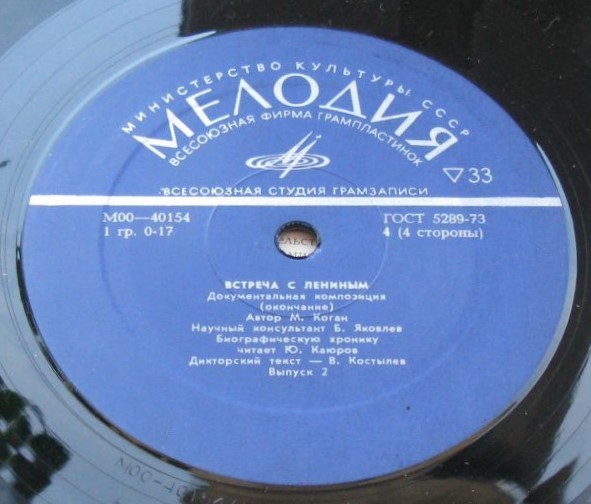 МИНИСТЕРСТВО КУЛЬТУРЫ СССР
МЕЛОДИЯ
ВСЕСОЮЗНАЯ ФИРМА ГРАМПЛАСТИНОК
33
ВСЕСОЮЗНАЯ СТУДИЯ ГРАМЗАПИСИ
М00—40154
1 гр. 0-17
ГОСТ 5289-73
4 (4 стороны)
ВСТРЕЧА С ЛЕНИНЫМ
Документальная композиция
(окончание)
Автор М. Коган
Научный консультант Б. Яковлев
Биографическую хронику
читает Ю. Каюров
Дикторский текст — В. Костылев
Выпуск 2